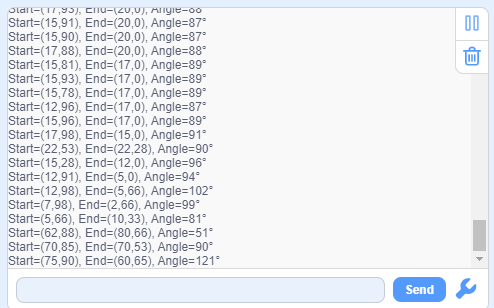 Start=(17,93), End=(20,0), Angle=88°
Start=(15,91), End=(20,0), Angle=87°
Start=(15,90), End=(20,0), Angle=87°
Start=(17,88), End=(20,0), Angle=88°
Start=(15,81), End=(17,0), Angle=89°
Start=(15,93), End=(17,0), Angle=89°
Start=(15,78), End=(17,0), Angle=89°
Start=(12,96), End=(17,0), Angle=87°
Start=(15,96), End=(17,0), Angle=89°
Start=(17,98), End=(15,0), Angle=91°
Start=(22,53), End=(22,28), Angle=90°
Start=(15,28), End=(12,0), Angle=96°
Start=(12,91), End=(5,0), Angle=94°
Start=(12,98), End=(5,66), Angle=102°
Start=(7,98), End=(2,66), Angle=99°
Start=(5,66), End=(10,33), Angle=81°
Start=(62,88), End=(80,66), Angle=51°
Start=(70,85), End=(70,53), Angle=90°
Start=(75,90), End=(60,65), Angle=121°
Send